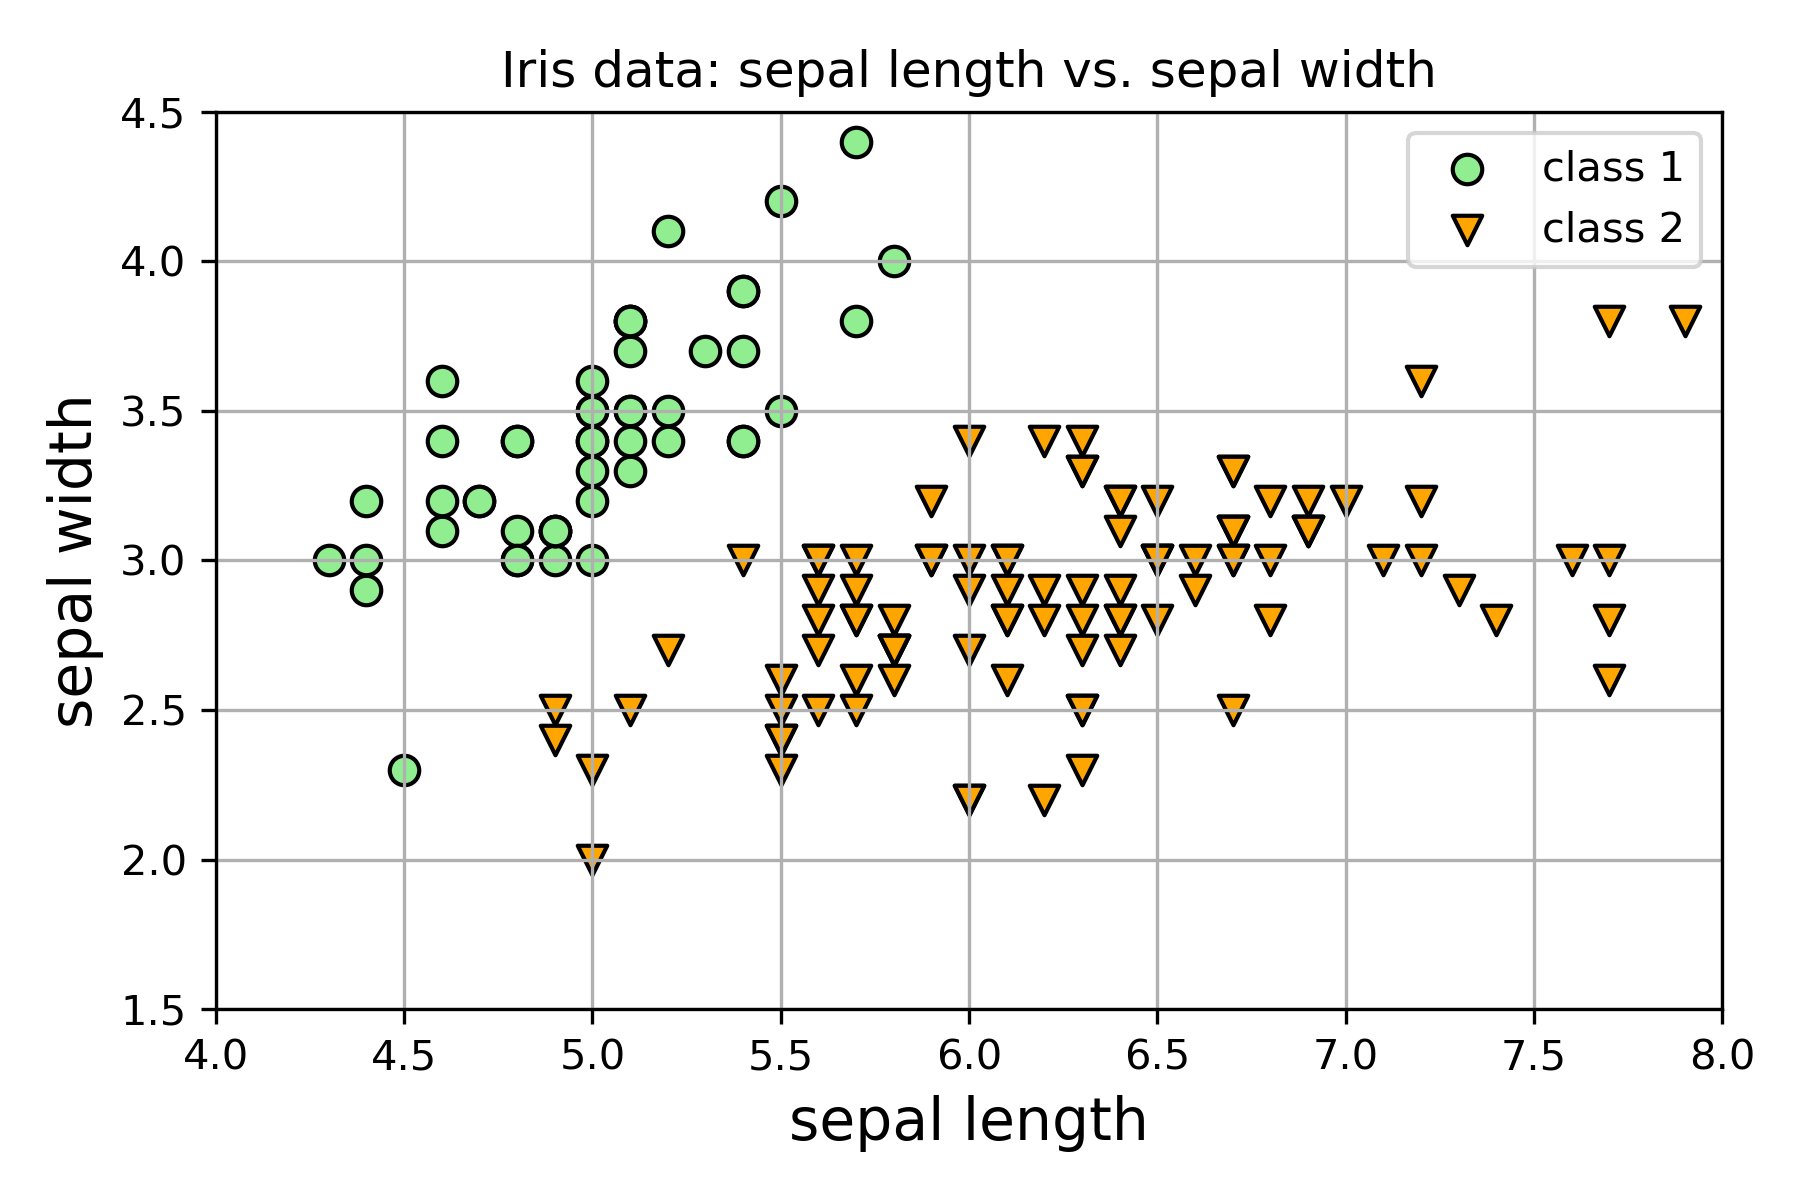 Iris data: sepal length vs. sepal width
class 1
class 2
sepal width
4.5
4.0
3.5
3.0
2.5
2.0
1.5
4.0 4.5 5.0 5.5 6.0 6.5 7.0 7.5 8.0
sepal length